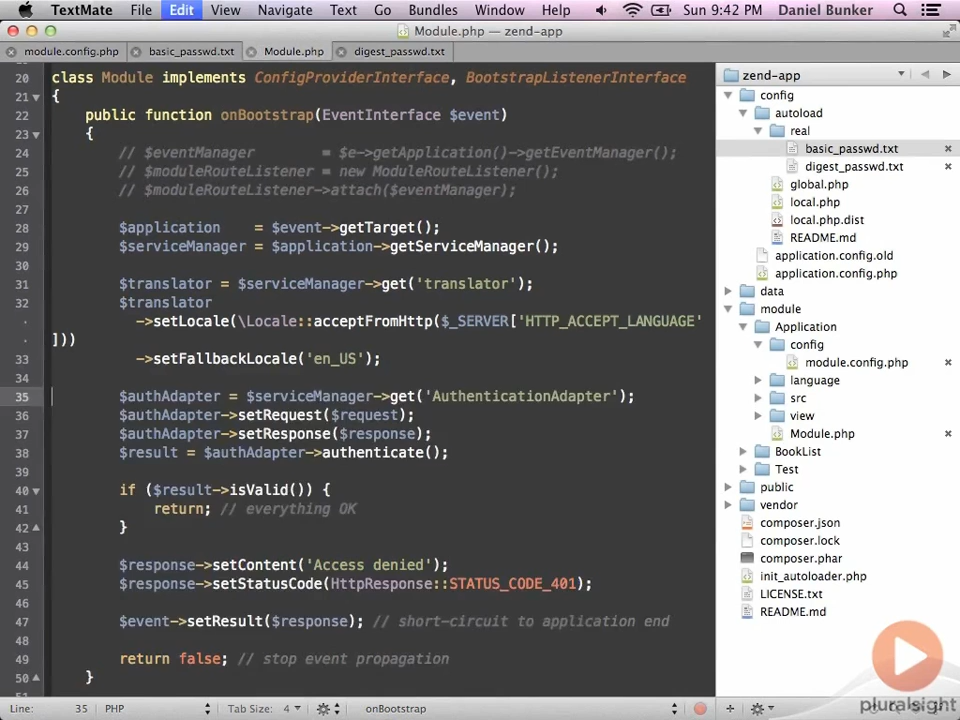 TextMate File Edit View Navigate Text Go Bundles Window Help Sun 9:42 PM Daniel Bunker
Module.php — zend-app
module.config.php basic_passwd.txt Module.php digest_passwd.txt
20 class Module implements ConfigProviderInterface, BootstrapListenerInterface
21 {
22 public function onBootstrap(EventInterface $event)
23 {
24 // $eventManager = $e->getApplication()->getEventManager();
25 // $moduleRouteListener = new ModuleRouteListener();
26 // $moduleRouteListener->attach($eventManager);
27
28 $application = $event->getTarget();
29 $serviceManager = $application->getServiceManager();
30
31 $translator = $serviceManager->get('translator');
32 $translator
· ->setLocale(\Locale::acceptFromHttp($_SERVER['HTTP_ACCEPT_LANGUAGE'
· ]))
33 ->setFallbackLocale('en_US');
34
35 $authAdapter = $serviceManager->get('AuthenticationAdapter');
36 $authAdapter->setRequest($request);
37 $authAdapter->setResponse($response);
38 $result = $authAdapter->authenticate();
39
40 if ($result->isValid()) {
41 return; // everything OK
42 }
43
44 $response->setContent('Access denied');
45 $response->setStatusCode(HttpResponse::STATUS_CODE_401);
46
47 $event->setResult($response); // short-circuit to application end
48
49 return false; // stop event propagation
50 }
zend-app
config
autoload
real
basic_passwd.txt
digest_passwd.txt
global.php
local.php
local.php.dist
README.md
application.config.old
application.config.php
data
module
Application
config
module.config.php
language
src
view
Module.php
BookList
Test
public
vendor
composer.json
composer.lock
composer.phar
init_autoloader.php
LICENSE.txt
README.md
pluralsight
Line: 35 PHP Tab Size: 4 onBootstrap